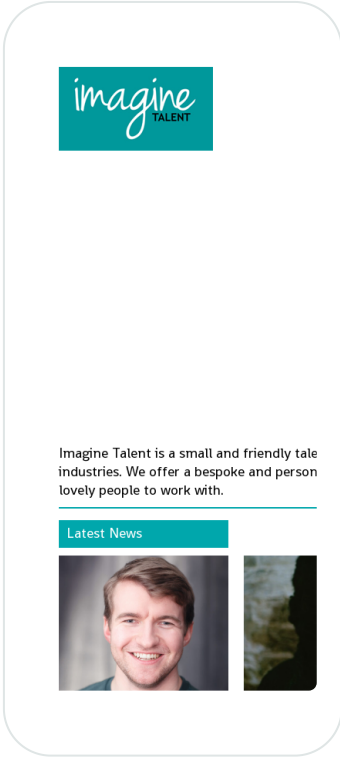 imagine
TALENT
Imagine Talent is a small and friendly tale
industries. We offer a bespoke and person
lovely people to work with.
Latest News